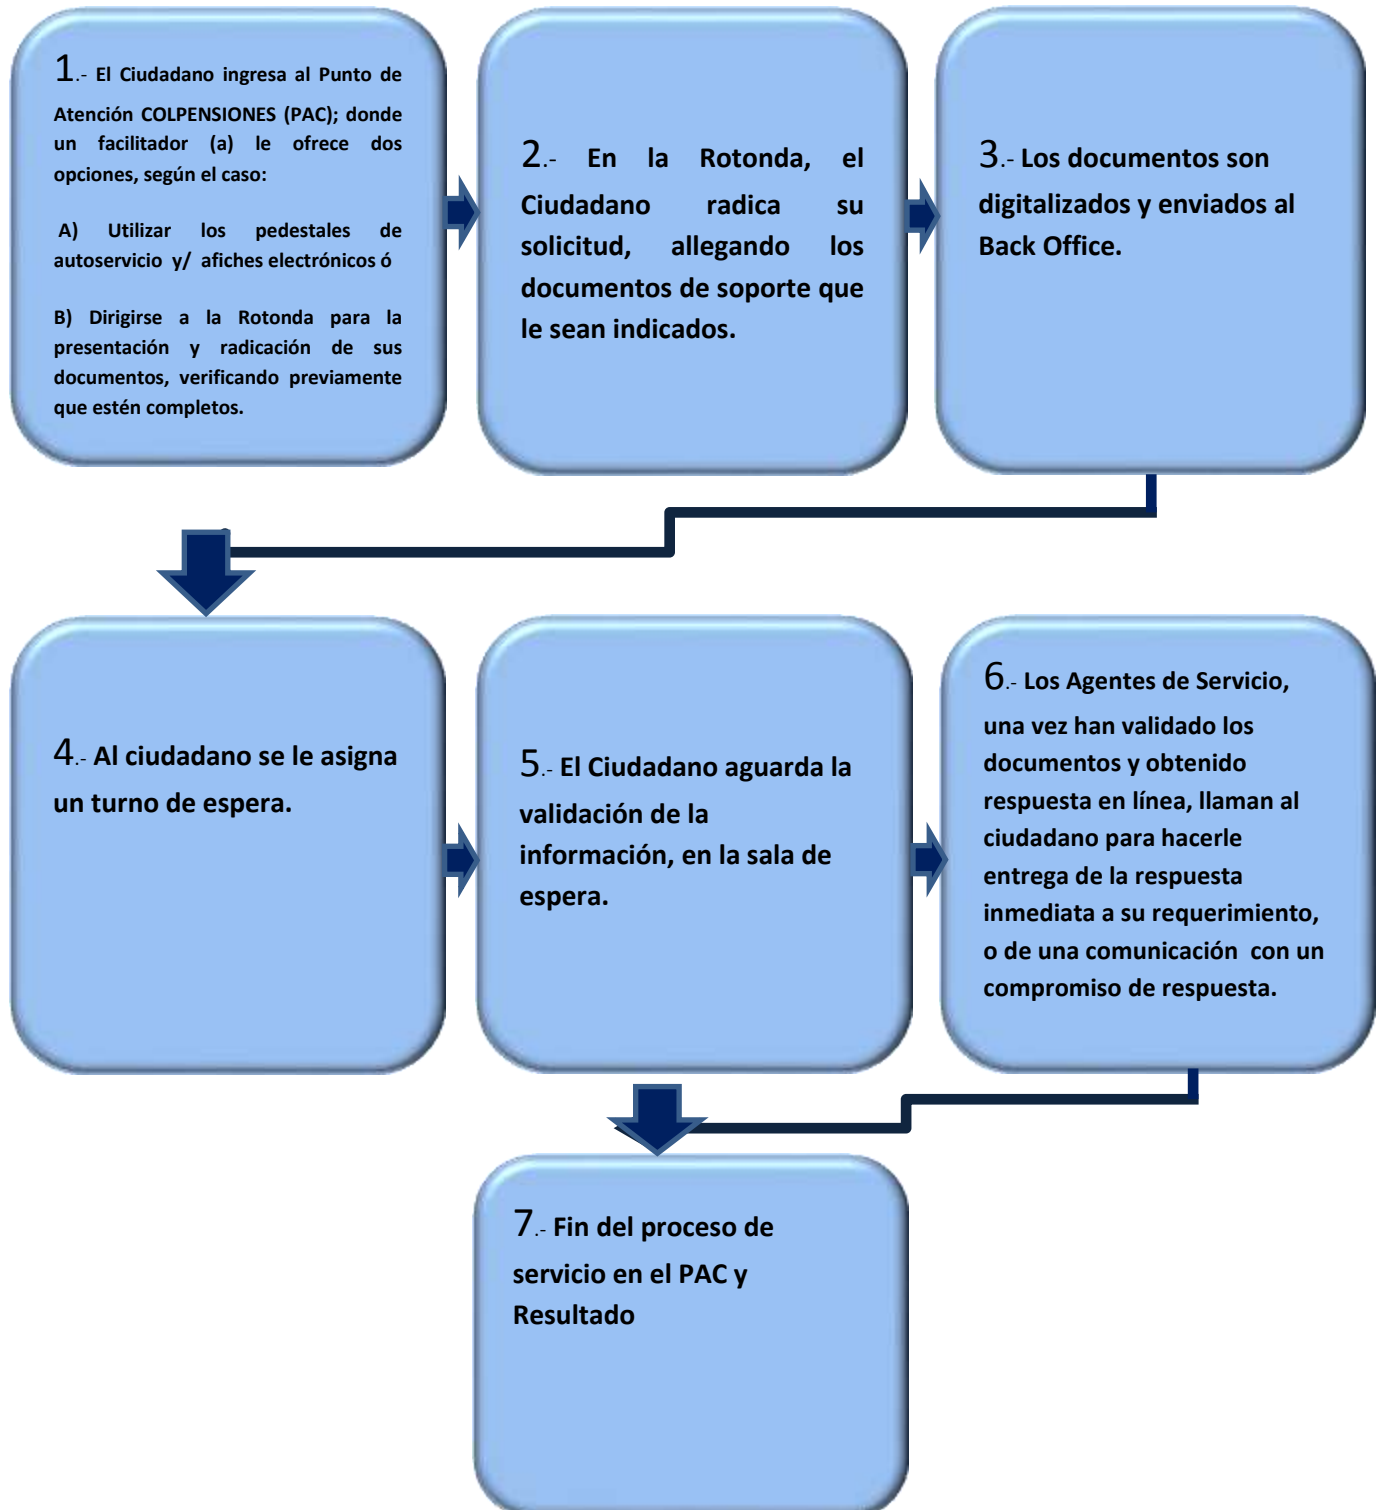 1.- El Ciudadano ingresa al Punto de
Atención COLPENSIONES (PAC); donde
un facilitador (a) le ofrece dos
opciones, según el caso:
A) Utilizar los pedestales de
autoservicio y/ afiches electrónicos ó
B) Dirigirse a la Rotonda para la
presentación y radicación de sus
documentos, verificando previamente
que estén completos.
2.- En la Rotonda, el
Ciudadano radica su
solicitud, allegando los
documentos de soporte que
le sean indicados.
3.- Los documentos son
digitalizados y enviados al
Back Office.
4.- Al ciudadano se le asigna
un turno de espera.
5.- El Ciudadano aguarda la
validación de la
información, en la sala de
espera.
6.- Los Agentes de Servicio,
una vez han validado los
documentos y obtenido
respuesta en línea, llaman al
ciudadano para hacerle
entrega de la respuesta
inmediata a su requerimiento,
o de una comunicación con un
compromiso de respuesta.
7.- Fin del proceso de
servicio en el PAC y
Resultado